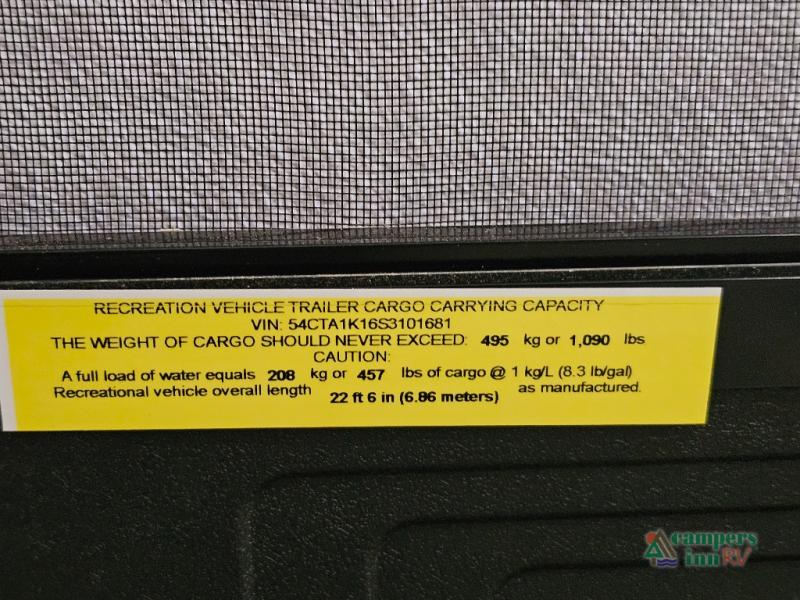 RECREATION VEHICLE TRAILER CARGO CARRYING CAPACITY
VIN: 54CTA1K16S3101681
THE WEIGHT OF CARGO SHOULD NEVER EXCEED: 495 kg or 1,090 lbs
CAUTION:
A full load of water equals 208 kg or 457 lbs of cargo @ 1 kg/L (8.3 lb/gal)
Recreational vehicle overall length 22 ft 6 in (6.86 meters) as manufactured.
campers
inn RV